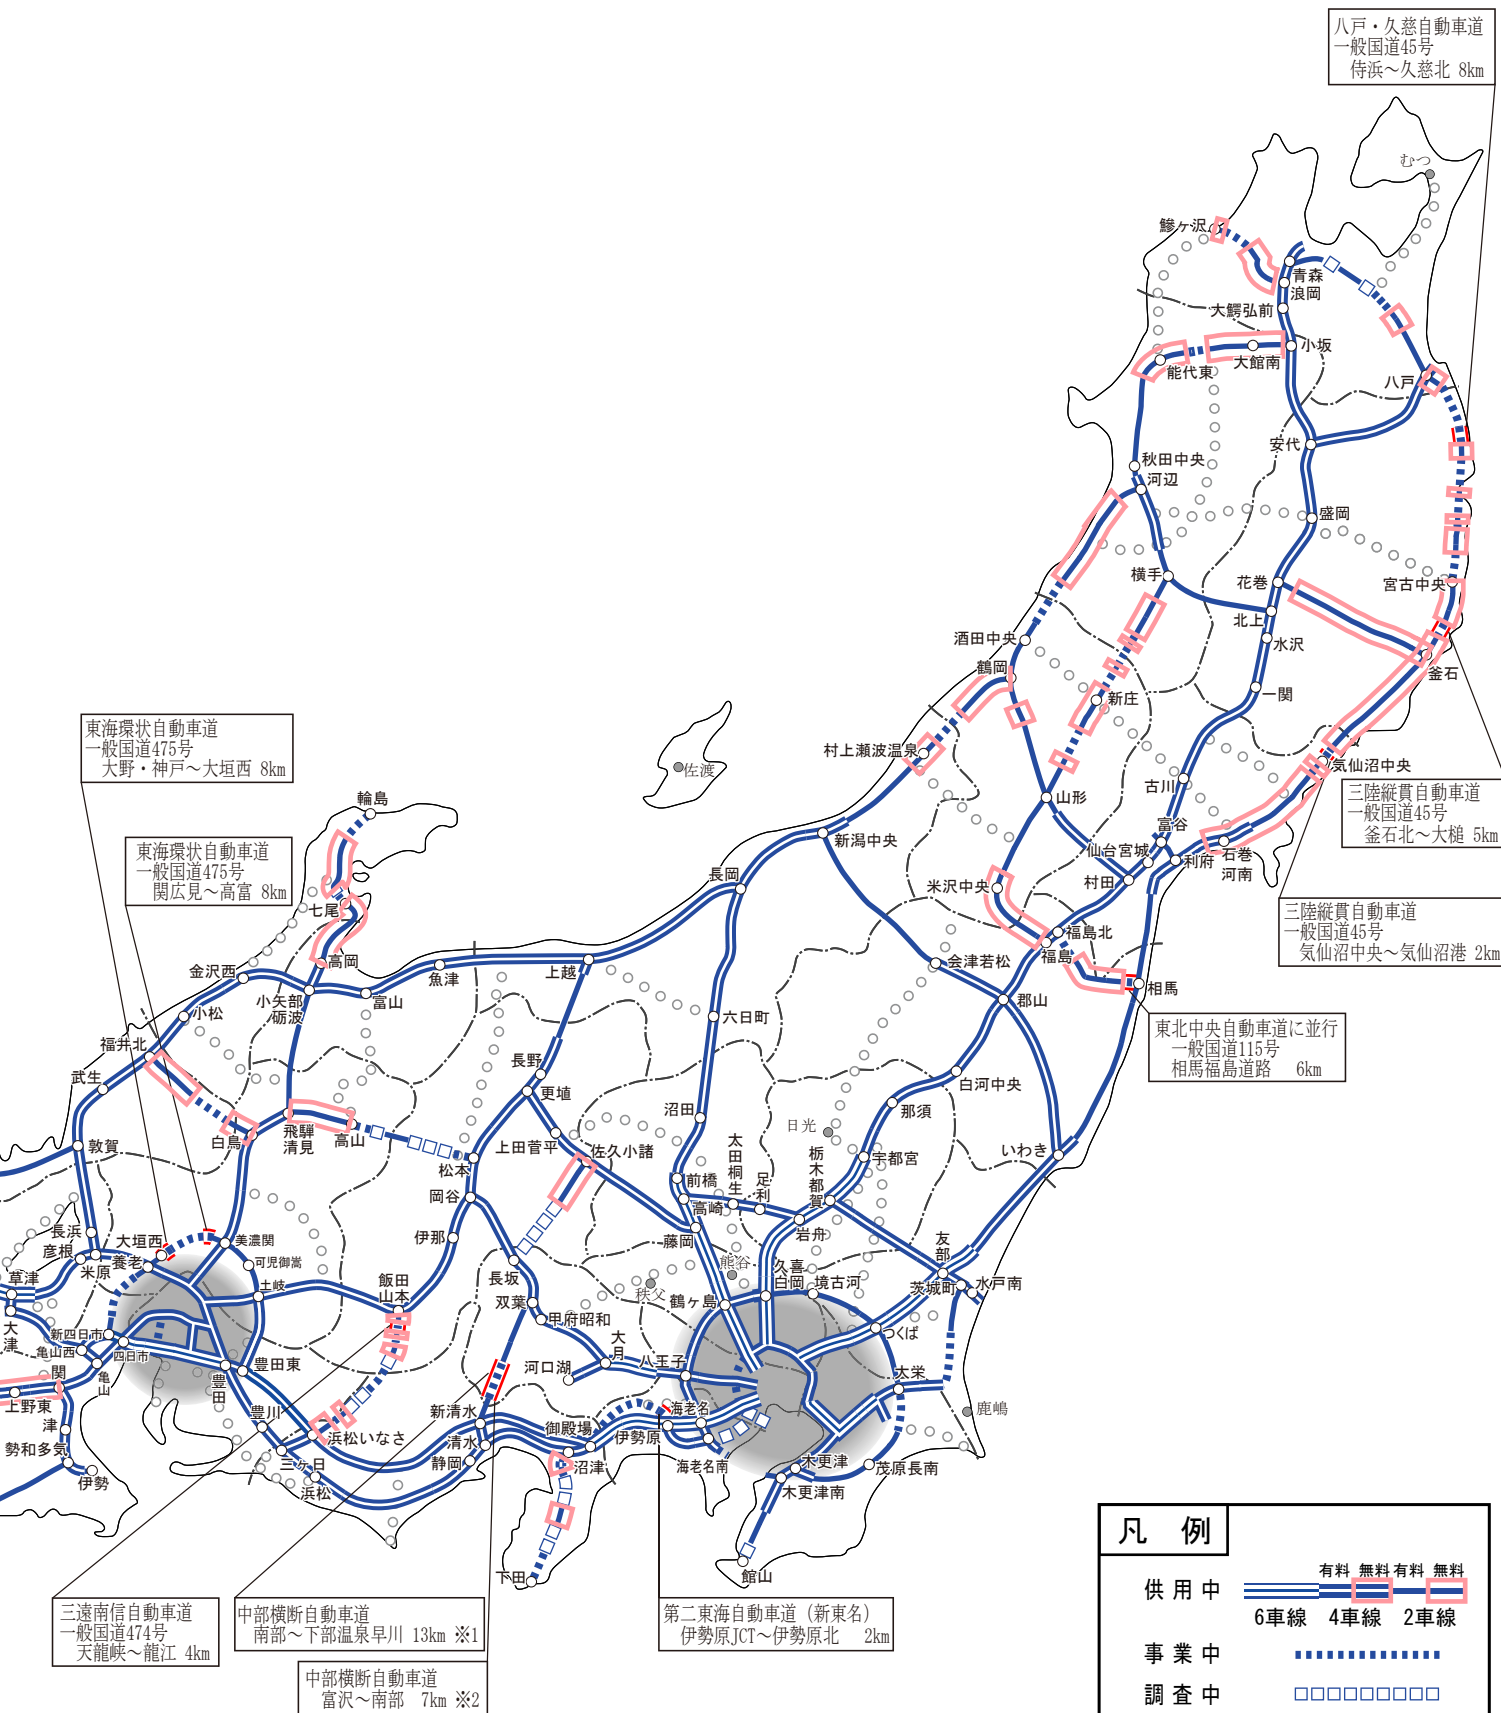 八戸・久慈自動車道
一般国道45号
侍浜～久慈北 8km
むつ
鰺ヶ沢
青森
浪岡
大鰐弘前
小坂
大館南
能代東
八戸
安代
秋田中央
河辺
盛岡
横手
花巻
宮古中央
北上
水沢
酒田中央
鶴岡
釜石
一関
新庄
村上瀬波温泉
気仙沼中央
東海環状自動車道
一般国道475号
大野・神戸～大垣西 8km
佐渡
古川
山形
三陸縦貫自動車道
一般国道45号
釜石北～大槌 5km
輪島
富谷
新潟中央
仙台宮城
利府
石巻
河南
東海環状自動車道
一般国道475号
関広見～高富 8km
長岡
米沢中央
村田
七尾
三陸縦貫自動車道
一般国道45号
気仙沼中央～気仙沼港 2km
福島北
福島
高岡
金沢西
魚津
上越
会津若松
相馬
小矢部
砺波
富山
郡山
小松
六日町
東北中央自動車道に並行
一般国道115号
相馬福島道路 6km
福井北
長野
武生
更埴
白河中央
那須
沼田
日光
敦賀
白鳥
飛騨
清見
高山
上田菅平
佐久小諸
太田桐生
栃木都賀
宇都宮
いわき
松本
岡谷
前橋
足利
高崎
長浜
大垣西
美濃関
伊那
岩舟
友部
彦根
米原
養老
可児御嵩
藤岡
熊谷
久喜
白岡
境古河
茨城町
水戸南
草津
土岐
飯田
山本
長坂
双葉
秩父
鶴ヶ島
大津
新四日市
亀山西
四日市
甲府昭和
つくば
関
亀山
豊田東
大月
河口湖
八王子
大栄
上野東
豊田
津
豊川
新清水
御殿場
海老名
伊勢原
鹿嶋
勢和多気
浜松いなさ
清水
静岡
沼津
海老名南
木更津
茂原長南
伊勢
三ヶ日
浜松
木更津南
下田
館山
三遠南信自動車道
一般国道474号
天龍峡～龍江 4km
中部横断自動車道
南部～下部温泉早川 13km ※1
第二東海自動車道（新東名）
伊勢原JCT～伊勢原北 2km
中部横断自動車道
富沢～南部 7km ※2
凡 例
有料 無料 有料 無料
供用中
6車線 4車線 2車線
事業中
調査中